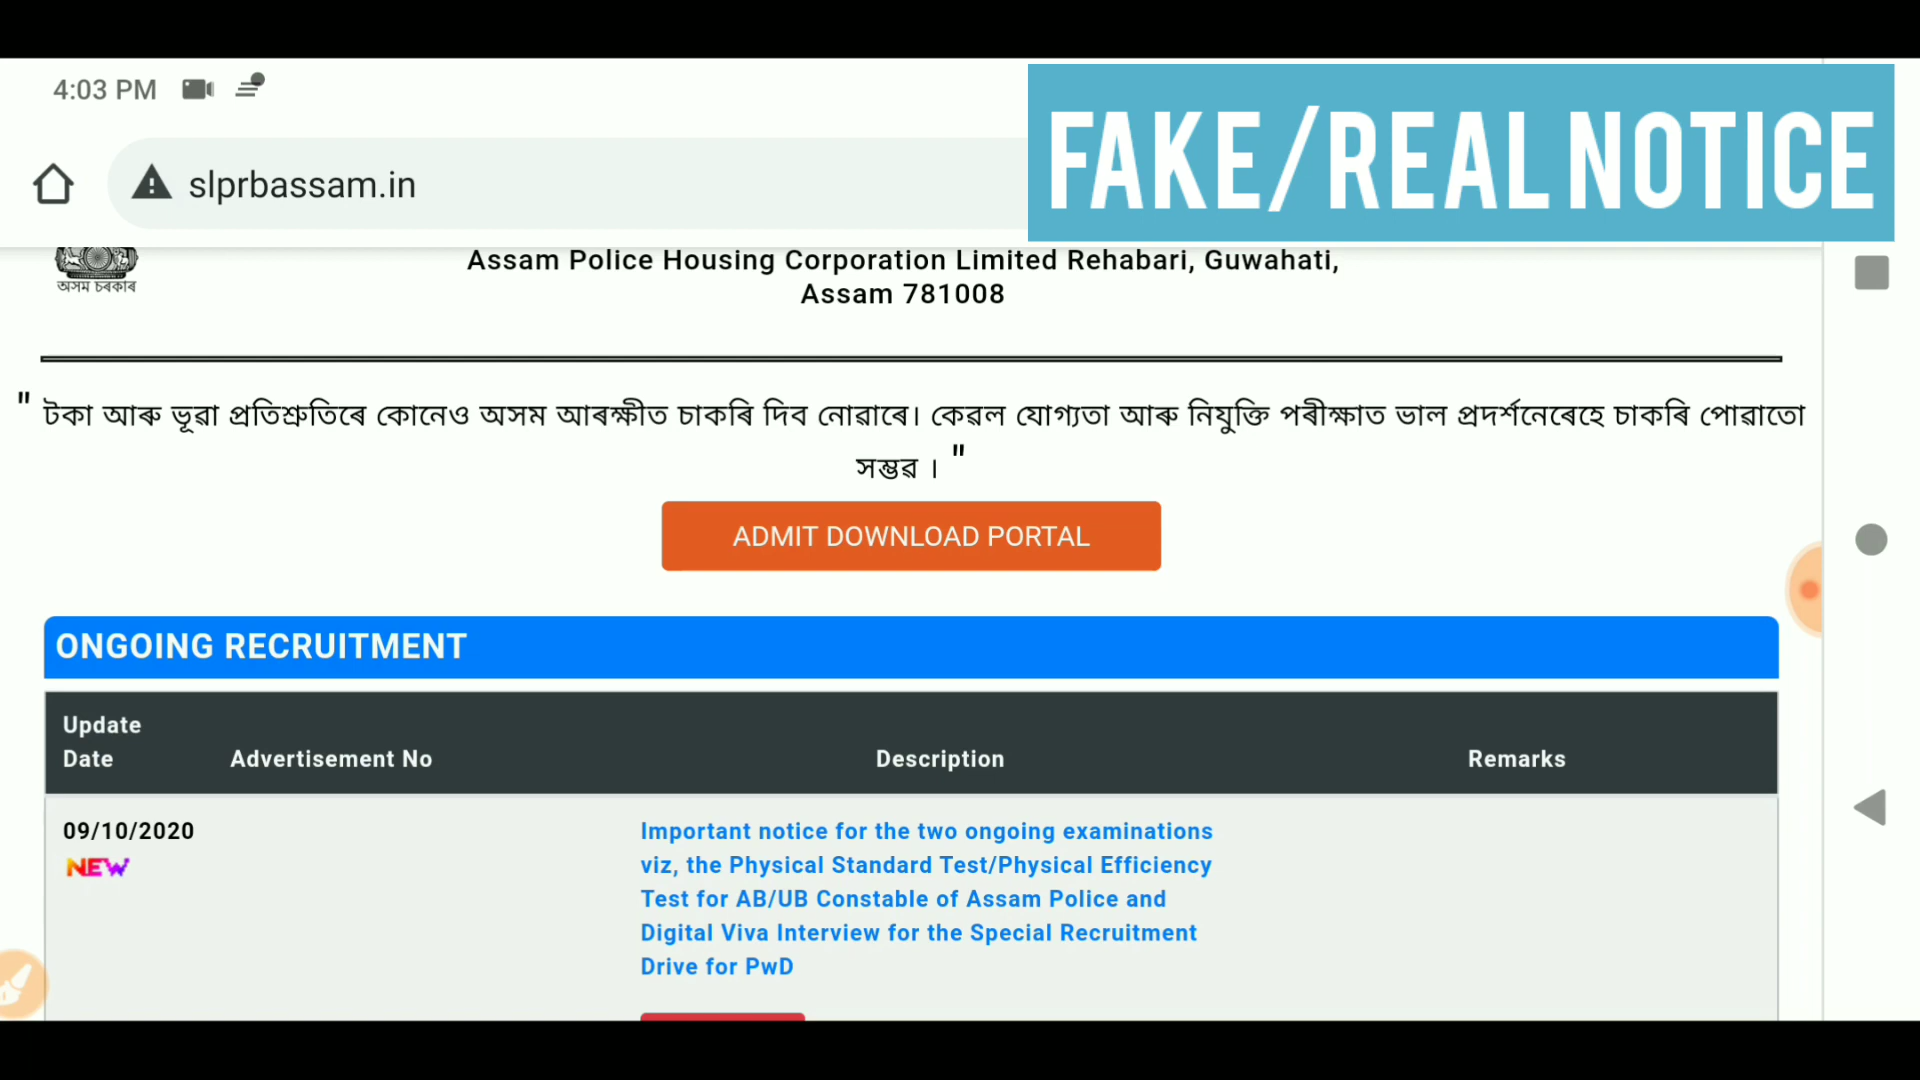 4:03 PM
FAKE/REAL NOTICE
slprbassam.in
অসম চৰকাৰ
Assam Police Housing Corporation Limited Rehabari, Guwahati,
Assam 781008
" টকা আৰু ভূৱা প্ৰতিশ্ৰুতিৰে কোনেও অসম আৰক্ষীত চাকৰি দিব নোৱাৰে। কেৱল যোগ্যতা আৰু নিযুক্তি পৰীক্ষাত ভাল প্ৰদৰ্শনেৰেহে চাকৰি পোৱাতো
সম্ভৱ । "
ADMIT DOWNLOAD PORTAL
ONGOING RECRUITMENT
Update
Date Advertisement No Description Remarks
09/10/2020 Important notice for the two ongoing examinations
NEW viz, the Physical Standard Test/Physical Efficiency
Test for AB/UB Constable of Assam Police and
Digital Viva Interview for the Special Recruitment
Drive for PwD